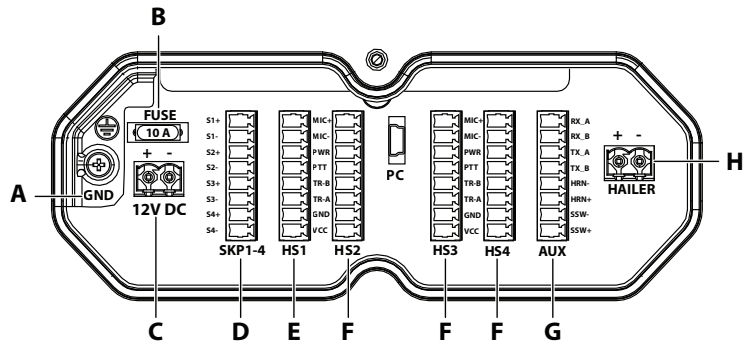 B
FUSE
10 A
GND
A
+ -
12V DC
S1+
S1-
S2+
S2-
S3+
S3-
S4+
S4-
SKP1-4
HS1
MIC+
MIC-
PWR
PTT
TR-B
TR-A
GND
VCC
HS2
PC
HS3
MIC+
MIC-
PWR
PTT
TR-B
TR-A
GND
VCC
HS4
AUX
RX_A
RX_B
TX_A
TX_B
HRN-
HRN+
SSW-
SSW+
+ -
HAILER
H
C
D
E
F
F
F
G